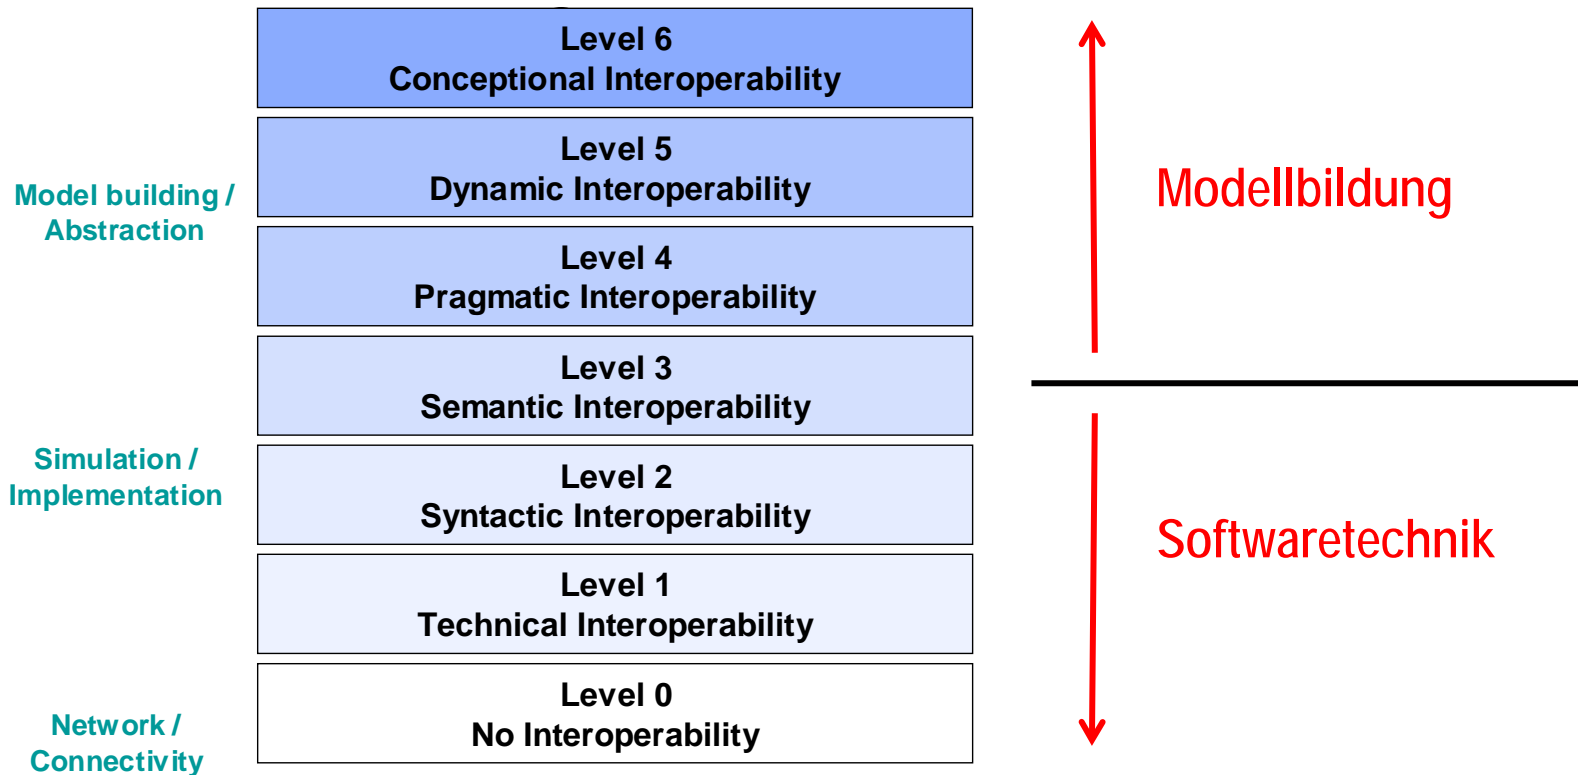 Level 6
Conceptional Interoperability
Level 5
Dynamic Interoperability
Model building /
Abstraction
Modellbildung
Level 4
Pragmatic Interoperability
Level 3
Semantic Interoperability
Simulation /
Implementation
Level 2
Syntactic Interoperability
Softwaretechnik
Level 1
Technical Interoperability
Level 0
No Interoperability
Network /
Connectivity